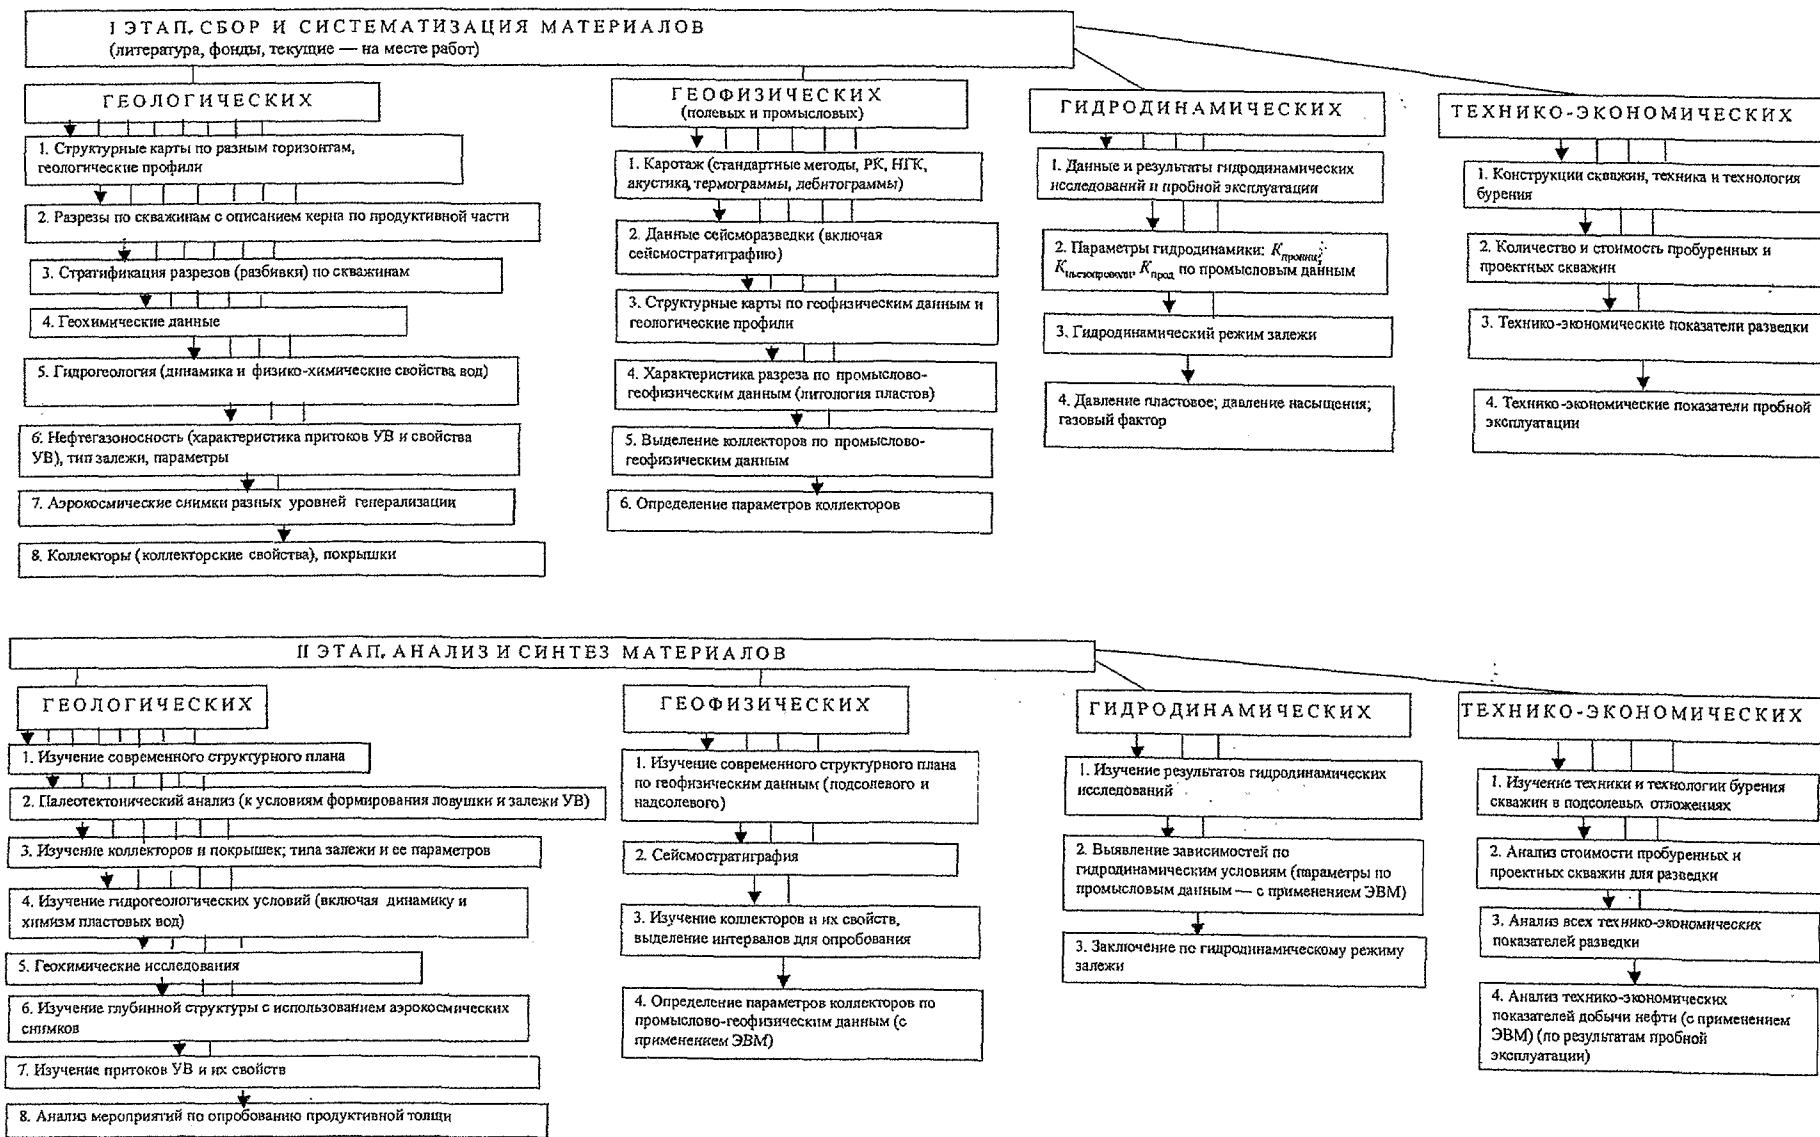 I ЭТАП. СБОР И СИСТЕМАТИЗАЦИЯ МАТЕРИАЛОВ
(литература, фонды, текущие — на месте работ)
ГЕОЛОГИЧЕСКИХ
1. Структурные карты по разным горизонтам,
геологические профили
2. Разрезы по скважинам с описанием керна по продуктивной части
3. Стратификация разрезов (разбивки) по скважинам
4. Геохимические данные
5. Гидрогеология (динамика и физико-химические свойства вод)
6. Нефтегазоносность (характеристика притоков УВ и свойства
УВ), тип залежи, параметры
7. Аэрокосмические снимки разных уровней генерализации
8. Коллекторы (коллекторские свойства), покрышки
ГЕОФИЗИЧЕСКИХ
(полевых и промысловых)
1. Каротаж (стандартные методы, РК, НГК,
акустика, термограммы, дебитограммы)
2. Данные сейсморазведки (включая
сейсмостратиграфию)
3. Структурные карты по геофизическим данным и
геологические профили
4. Характеристика разреза по промыслово-
геофизическим данным (литология пластов)
5. Выделение коллекторов по промыслово-
геофизическим данным
6. Определение параметров коллекторов
ГИДРОДИНАМИЧЕСКИХ
1. Данные и результаты гидродинамических
исследований и пробной эксплуатации
2. Параметры гидродинамики: K
K K прод по промысловым данным
3. Гидродинамический режим залежи
4. Давление пластовое; давление насыщения;
газовый фактор
ТЕХНИКО-ЭКОНОМИЧЕСКИХ
1. Конструкции скважин, техника и технология
бурения
2. Количество и стоимость пробуренных и
проектных скважин
3. Технико-экономические показатели разведки
4. Технико-экономические показатели пробной
эксплуатации
II ЭТАП. АНАЛИЗ И СИНТЕЗ МАТЕРИАЛОВ
ГЕОЛОГИЧЕСКИХ
1. Изучение современного структурного плана
2. Палеотектонический анализ (к условиям формирования ловушки и залежи УВ)
3. Изучение коллекторов и покрышек; типа залежи и ее параметров
4. Изучение гидрогеологических условий (включая динамику и
химизм пластовых вод)
5. Геохимические исследования
6. Изучение глубинной структуры с использованием аэрокосмических
снимков
7. Изучение притоков УВ и их свойств
8. Анализ мероприятий по опробованию продуктивной толщи
ГЕОФИЗИЧЕСКИХ
1. Изучение современного структурного плана
по геофизическим данным (подсолевого и
надсолевого)
2. Сейсмостратиграфия
3. Изучение коллекторов и их свойств,
выделение интервалов для опробования
4. Определение параметров коллекторов по
промыслово-геофизическим данным (с
применением ЭВМ)
ГИДРОДИНАМИЧЕСКИХ
1. Изучение результатов гидродинамических
исследований
2. Выявление зависимостей по
гидродинамическим условиям (параметры по
промысловым данным — с применением ЭВМ)
3. Заключение по гидродинамическому режиму
залежи
ТЕХНИКО-ЭКОНОМИЧЕСКИХ
1. Изучение техники и технологии бурения
скважин в подсолевых отложениях
2. Анализ стоимости пробуренных и
проектных скважин для разведки
3. Анализ всех технико-экономических
показателей разведки
4. Анализ технико-экономических
показателей добычи нефти (с применением
ЭВМ) (по результатам пробной
эксплуатации)